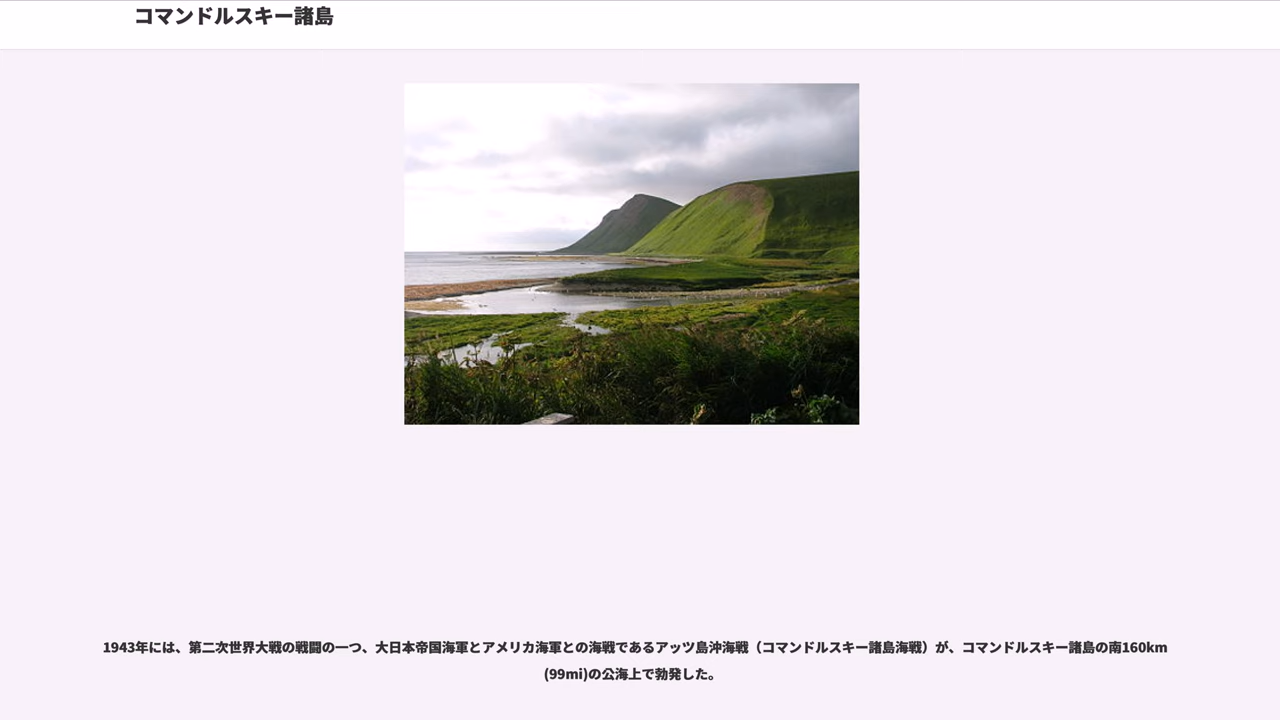 コマンドルスキー諸島
1943年には、第二次世界大戦の戦闘の一つ、大日本帝国海軍とアメリカ海軍との海戦であるアッツ島沖海戦（コマンドルスキー諸島海戦）が、コマンドルスキー諸島の南160km
(99mi)の公海上で勃発した。